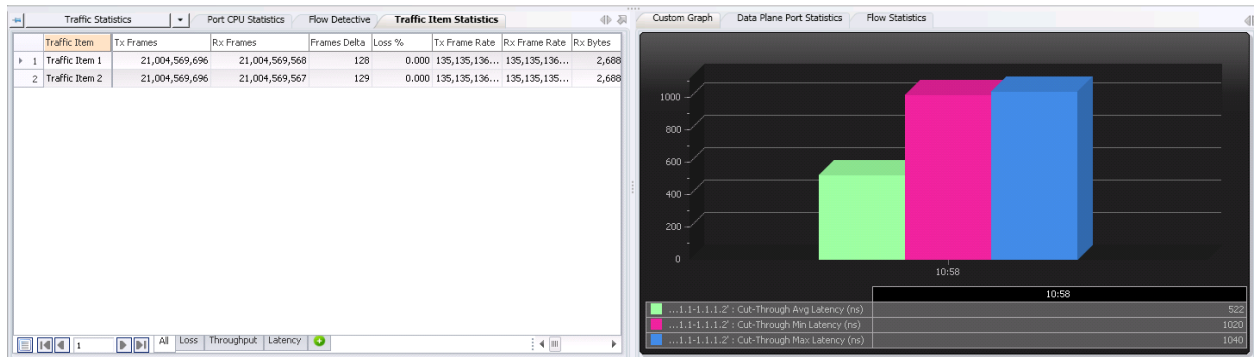 Traffic Statistics
Port CPU Statistics
Flow Detective
Traffic Item Statistics
Traffic Item Tx Frames Rx Frames Frames Delta Loss % Tx Frame Rate Rx Frame Rate Rx Bytes
1 Traffic Item 1 21,004,569,696 21,004,569,568 128 0.000 135,135,136... 135,135,136... 2,688
2 Traffic Item 2 21,004,569,696 21,004,569,567 129 0.000 135,135,136... 135,135,135... 2,688
1
All Loss Throughput Latency
Custom Graph Data Plane Port Statistics Flow Statistics
1000
800
600
400
200
0
10:58
10:58
...1.1-1.1.1.2' : Cut-Through Avg Latency (ns) 522
...1.1-1.1.1.2' : Cut-Through Min Latency (ns) 1020
...1.1-1.1.1.2' : Cut-Through Max Latency (ns) 1040